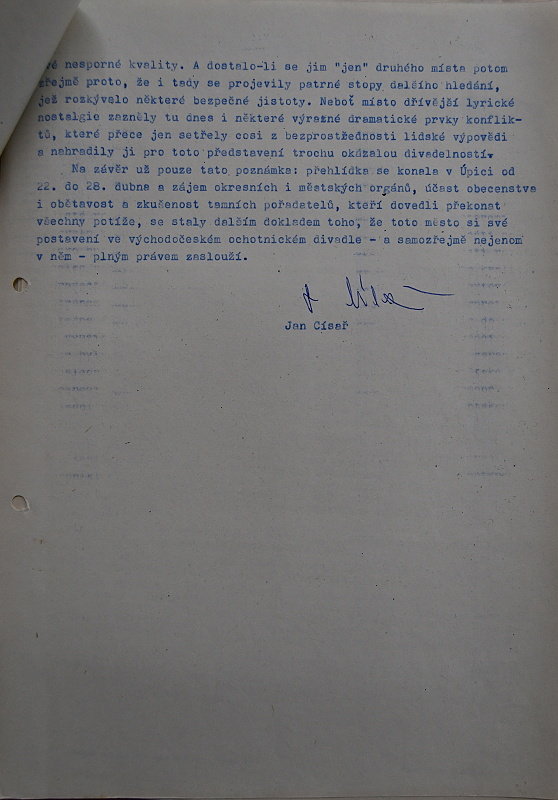 vé nesporné kvality. A dostalo-li se jim "jen" druhého místa potom
zřejmě proto, že i tady se projevily patrné stopy dalšího hledání,
jež rozkývalo některé bezpečné jistoty. Neboť místo dřívější lyrické
nostalgie zazněly tu dnes i některé výrazné dramatické prvky konflik-
tů, které přece jen setřely cosi z bezprostřednosti lidské výpovědi
a nahradily ji pro toto představení trochu okázalou divadelností.
Na závěr už pouze tato poznámka: přehlídka se konala v Úpici od
22. do 28. dubna a zájem okresních i městských orgánů, účast obecenstva
i obětavost a zkušenost tamních pořadatelů, kteří dovedli překonat
všechny potíže, se staly dalším dokladem toho, že toto město si své
postavení ve východočeském ochotnickém divadle - a samozřejmě nejenom
v něm - plným právem zaslouží.
Jan Císař